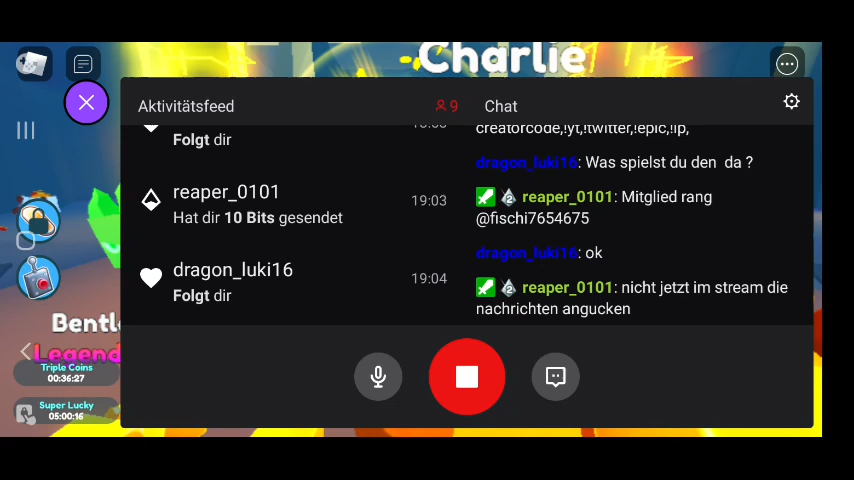 Charlie
Aktivitätsfeed
9
Chat
Folgt dir
reaper_0101
Hat dir 10 Bits gesendet
19:03
dragon_luki16
Folgt dir
19:04
creatorcode,!yt,!twitter,!epic,!ip,
dragon_luki16: Was spielst du den da ?
2 reaper_0101: Mitglied rang
@fischi7654675
dragon_luki16: ok
2 reaper_0101: nicht jetzt im stream die
nachrichten angucken
Triple Coins
00:36:27
Super Lucky
05:00:16